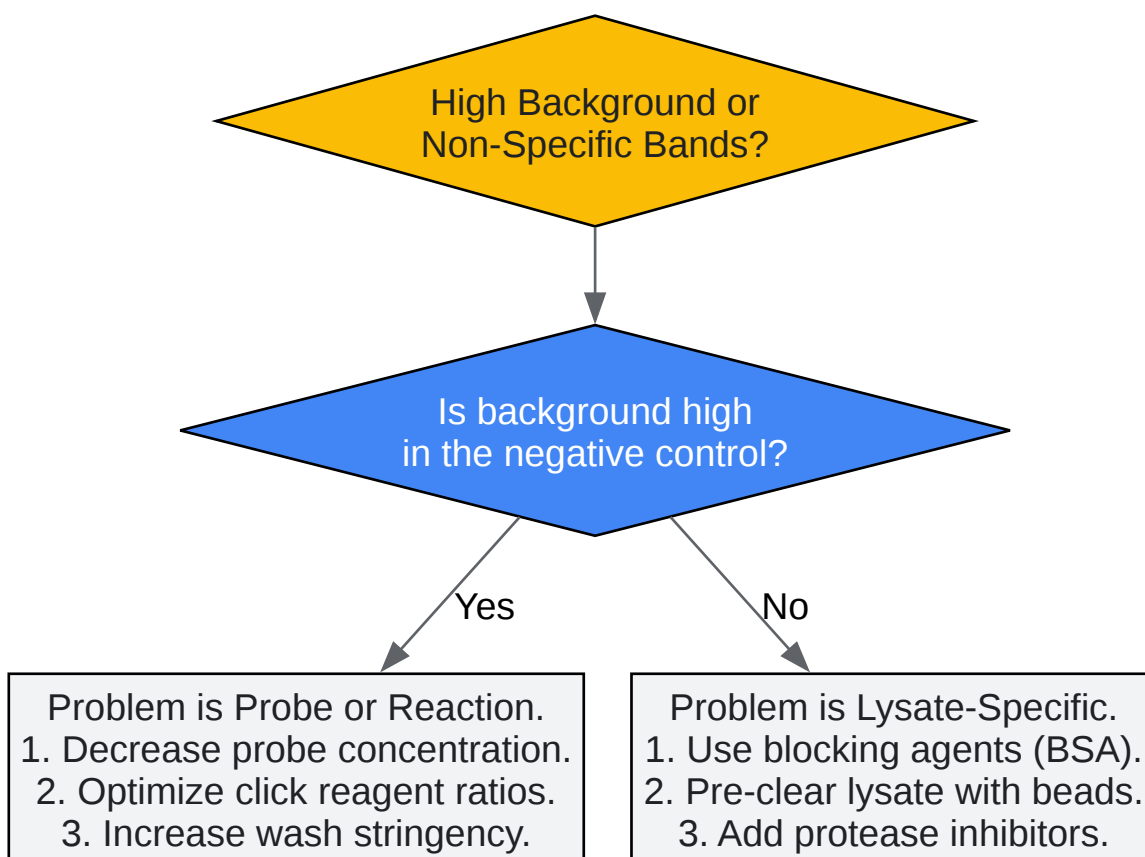 High Background or
Non-Specific Bands?
Is background high
in the negative control?
Yes
No
Problem is Probe or Reaction.
1. Decrease probe concentration.
2. Optimize click reagent ratios.
3. Increase wash stringency.
Problem is Lysate-Specific.
1. Use blocking agents (BSA).
2. Pre-clear lysate with beads.
3. Add protease inhibitors.